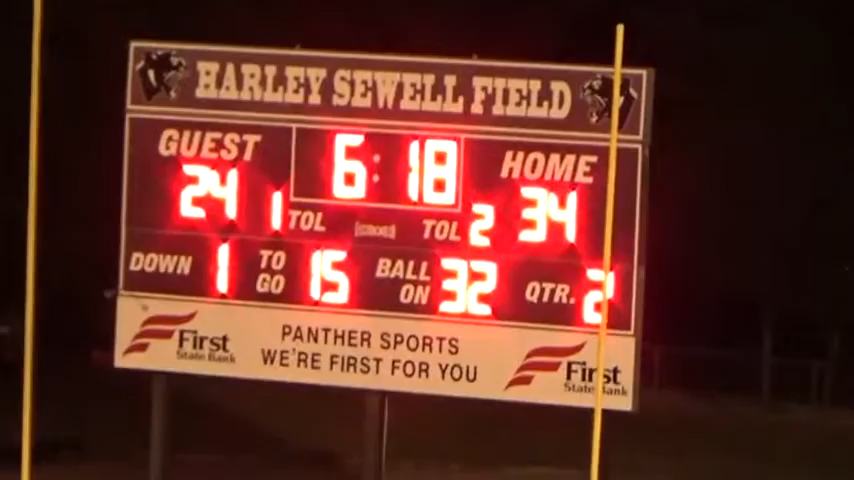 HARLEY SEWELL FIELD
GUEST 6:18 HOME
24 1 TOL TOL 2 34
DOWN 1 TO GO 15 BALL ON 32 QTR. 2
First State Bank PANTHER SPORTS First State Bank
WE'RE FIRST FOR YOU